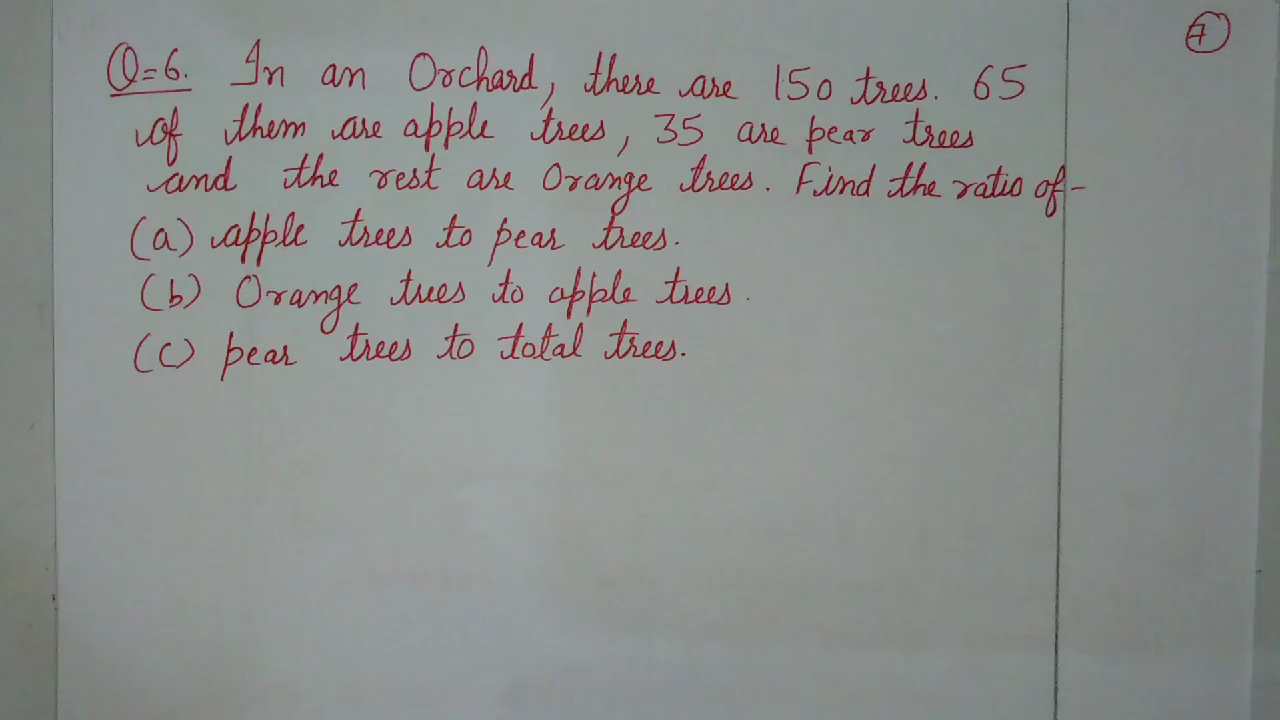 7
Q=6. In an Orchard, there are 150 trees. 65
of them are apple trees, 35 are pear trees
and the rest are Orange trees. Find the ratio of-
(a) apple trees to pear trees.
(b) Orange trees to apple trees.
(c) pear trees to total trees.